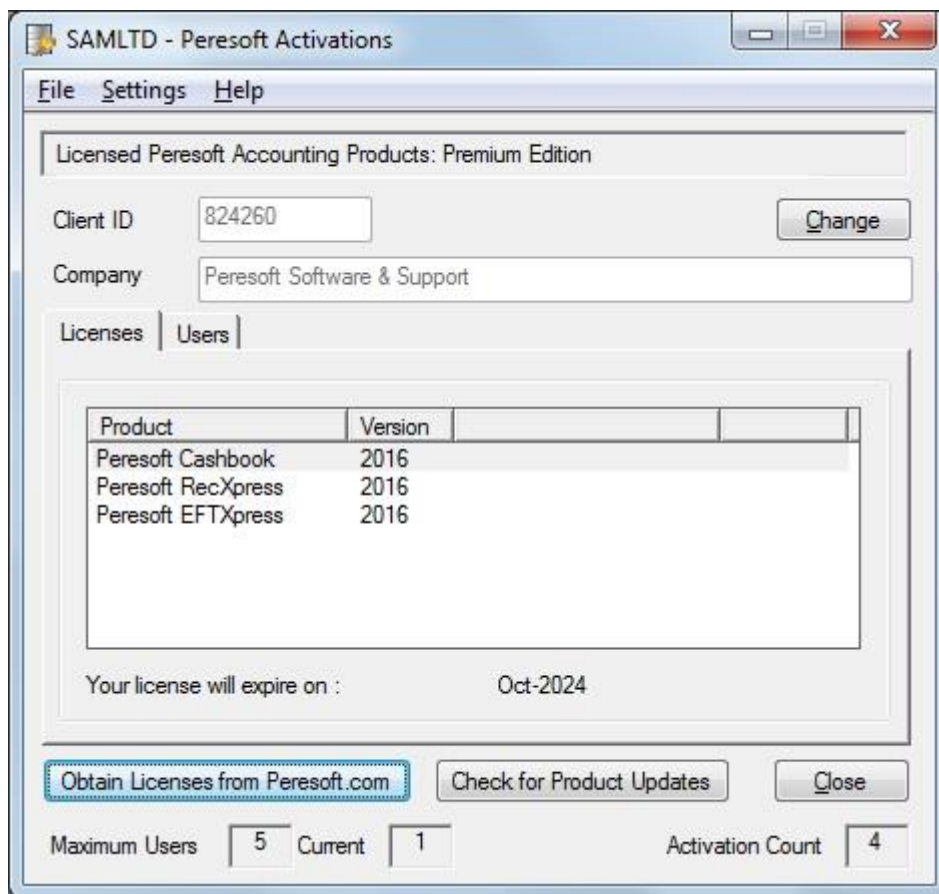 SAMLTD - Peresoft Activations
File Settings Help
Licensed Peresoft Accounting Products: Premium Edition
Client ID 824260 Change
Company Peresoft Software & Support
Licenses Users
Product Version
Peresoft Cashbook 2016
Peresoft RecXpress 2016
Peresoft EFTXpress 2016
Your license will expire on : Oct-2024
Obtain Licenses from Peresoft.com Check for Product Updates Close
Maximum Users 5 Current 1 Activation Count 4